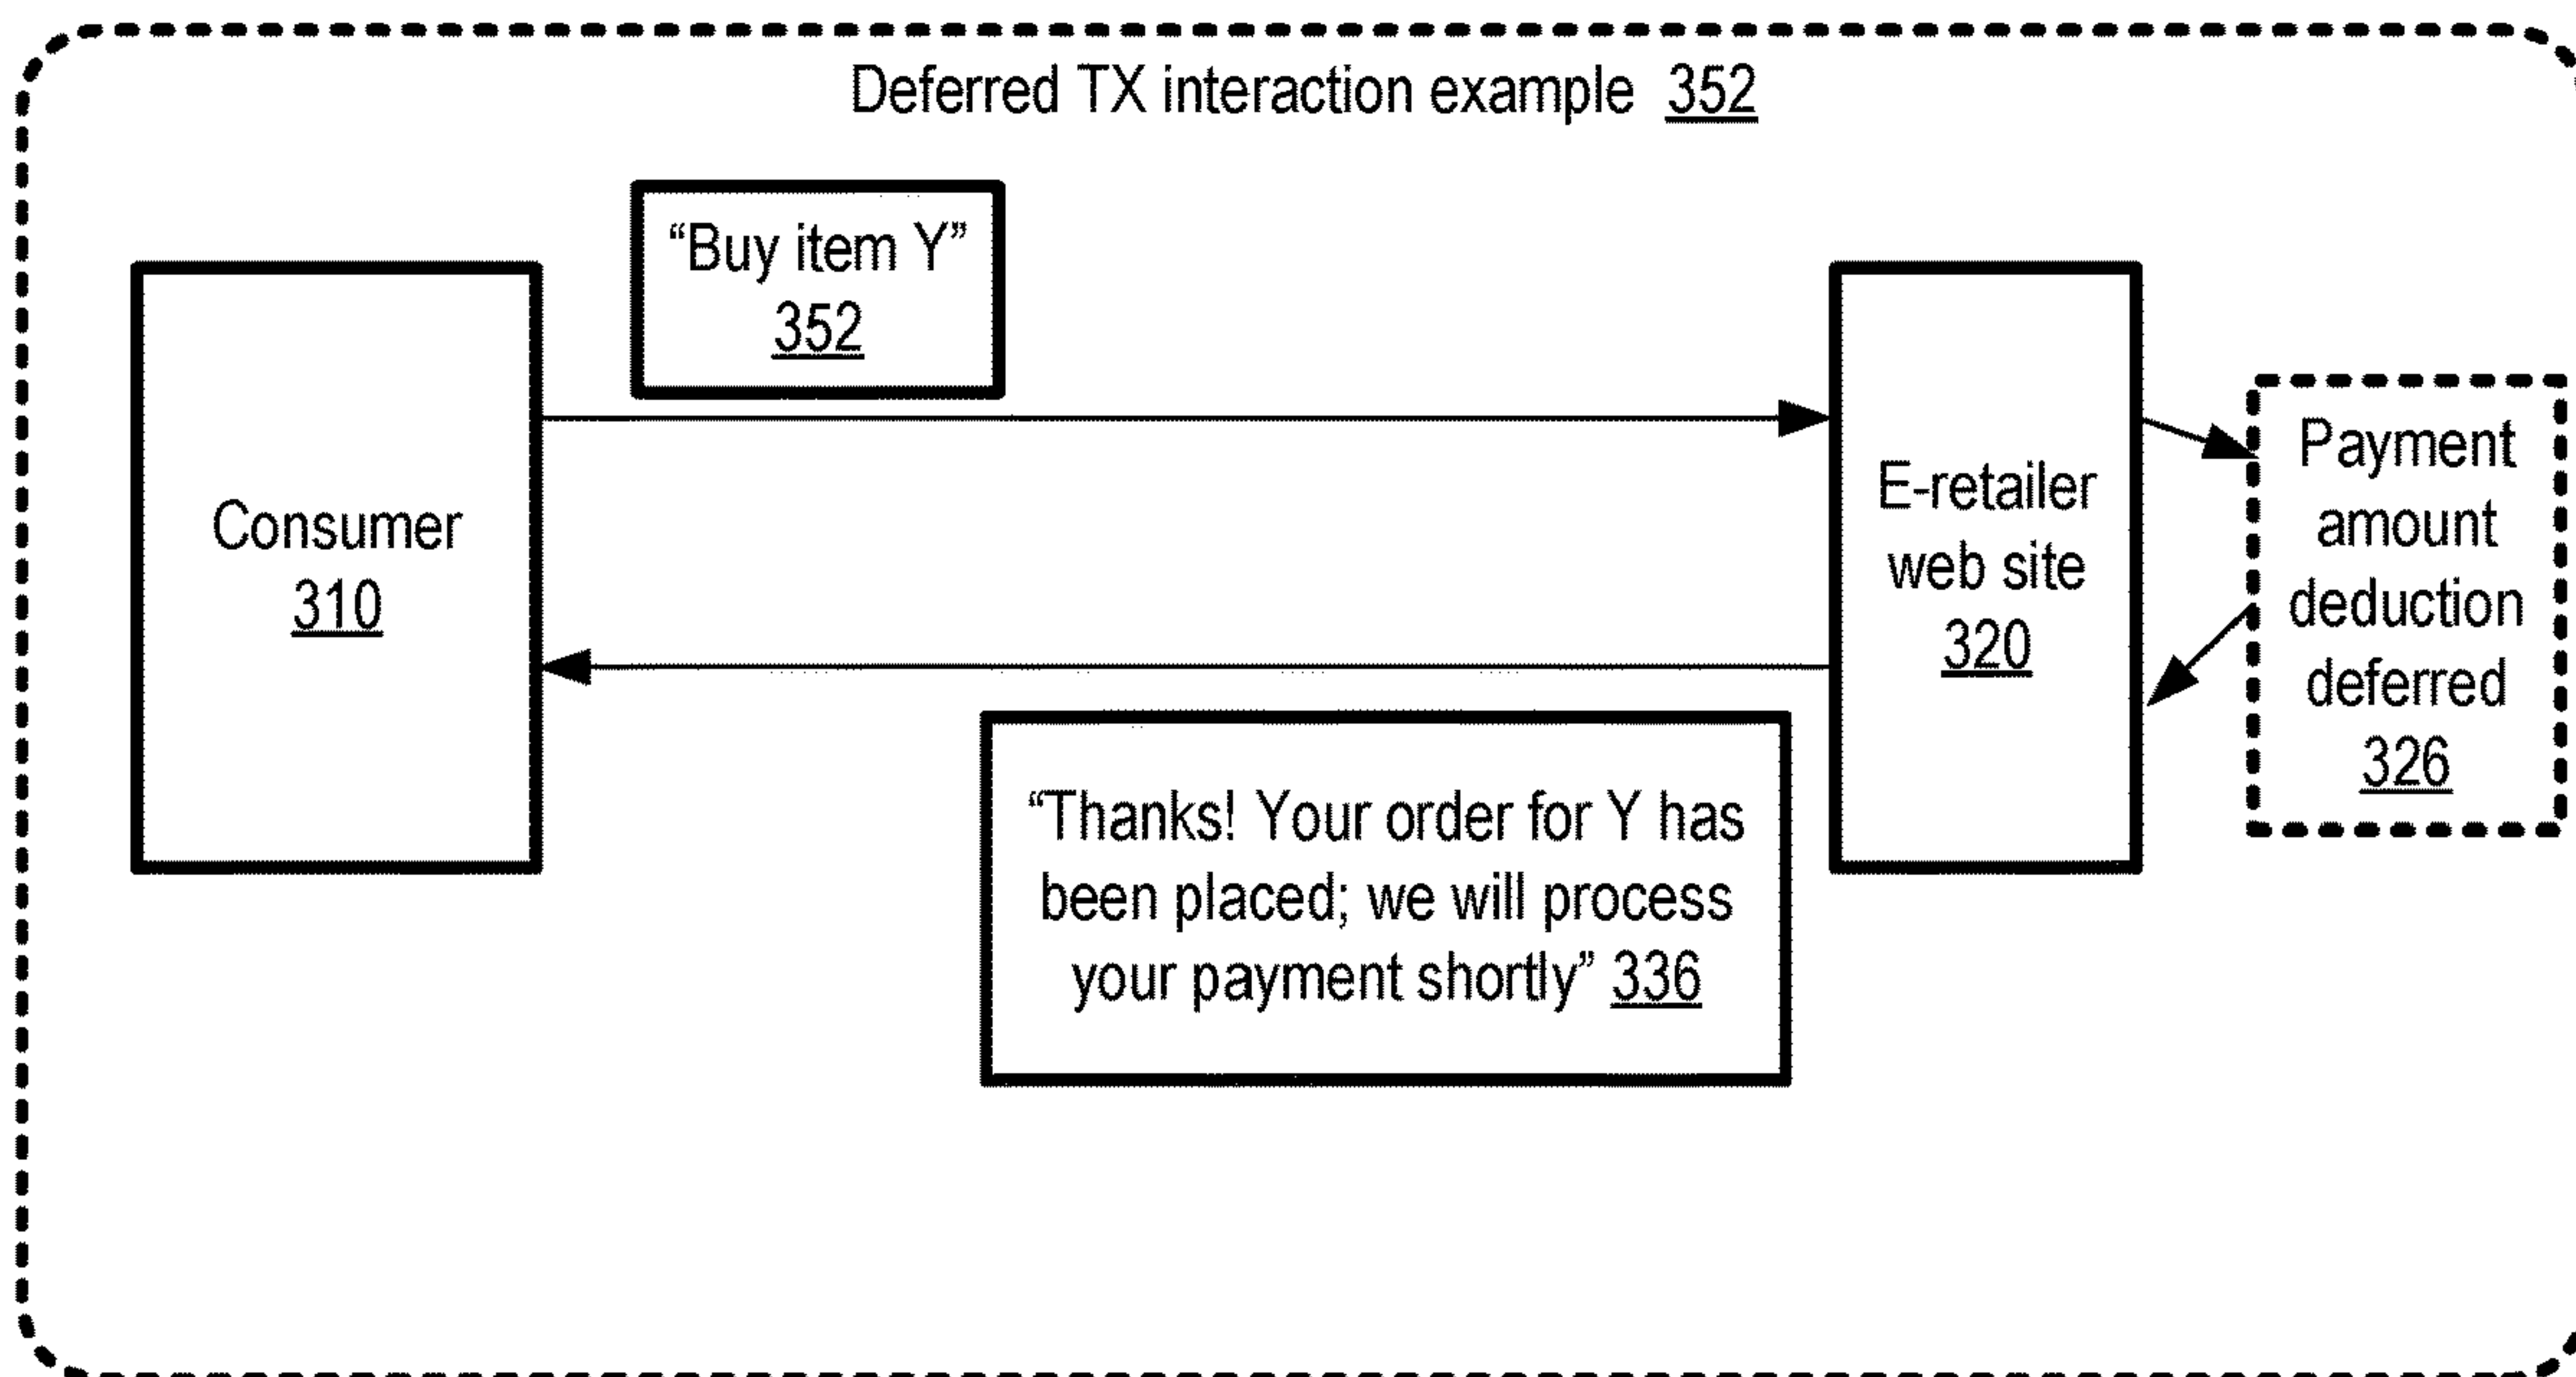 Deferred TX interaction example 352
“Buy item Y”
352
Consumer
310
E-retailer
web site
320
Payment
amount
deduction
deferred
326
“Thanks! Your order for Y has
been placed; we will process
your payment shortly” 336